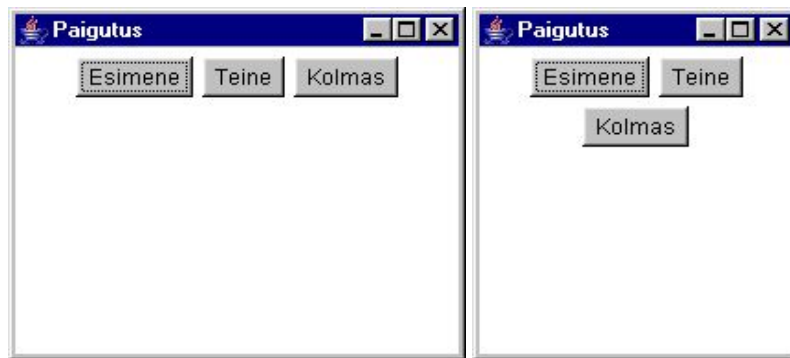 Paigutus
Esimene Teine Kolmas
Paigutus
Esimene Teine
Kolmas